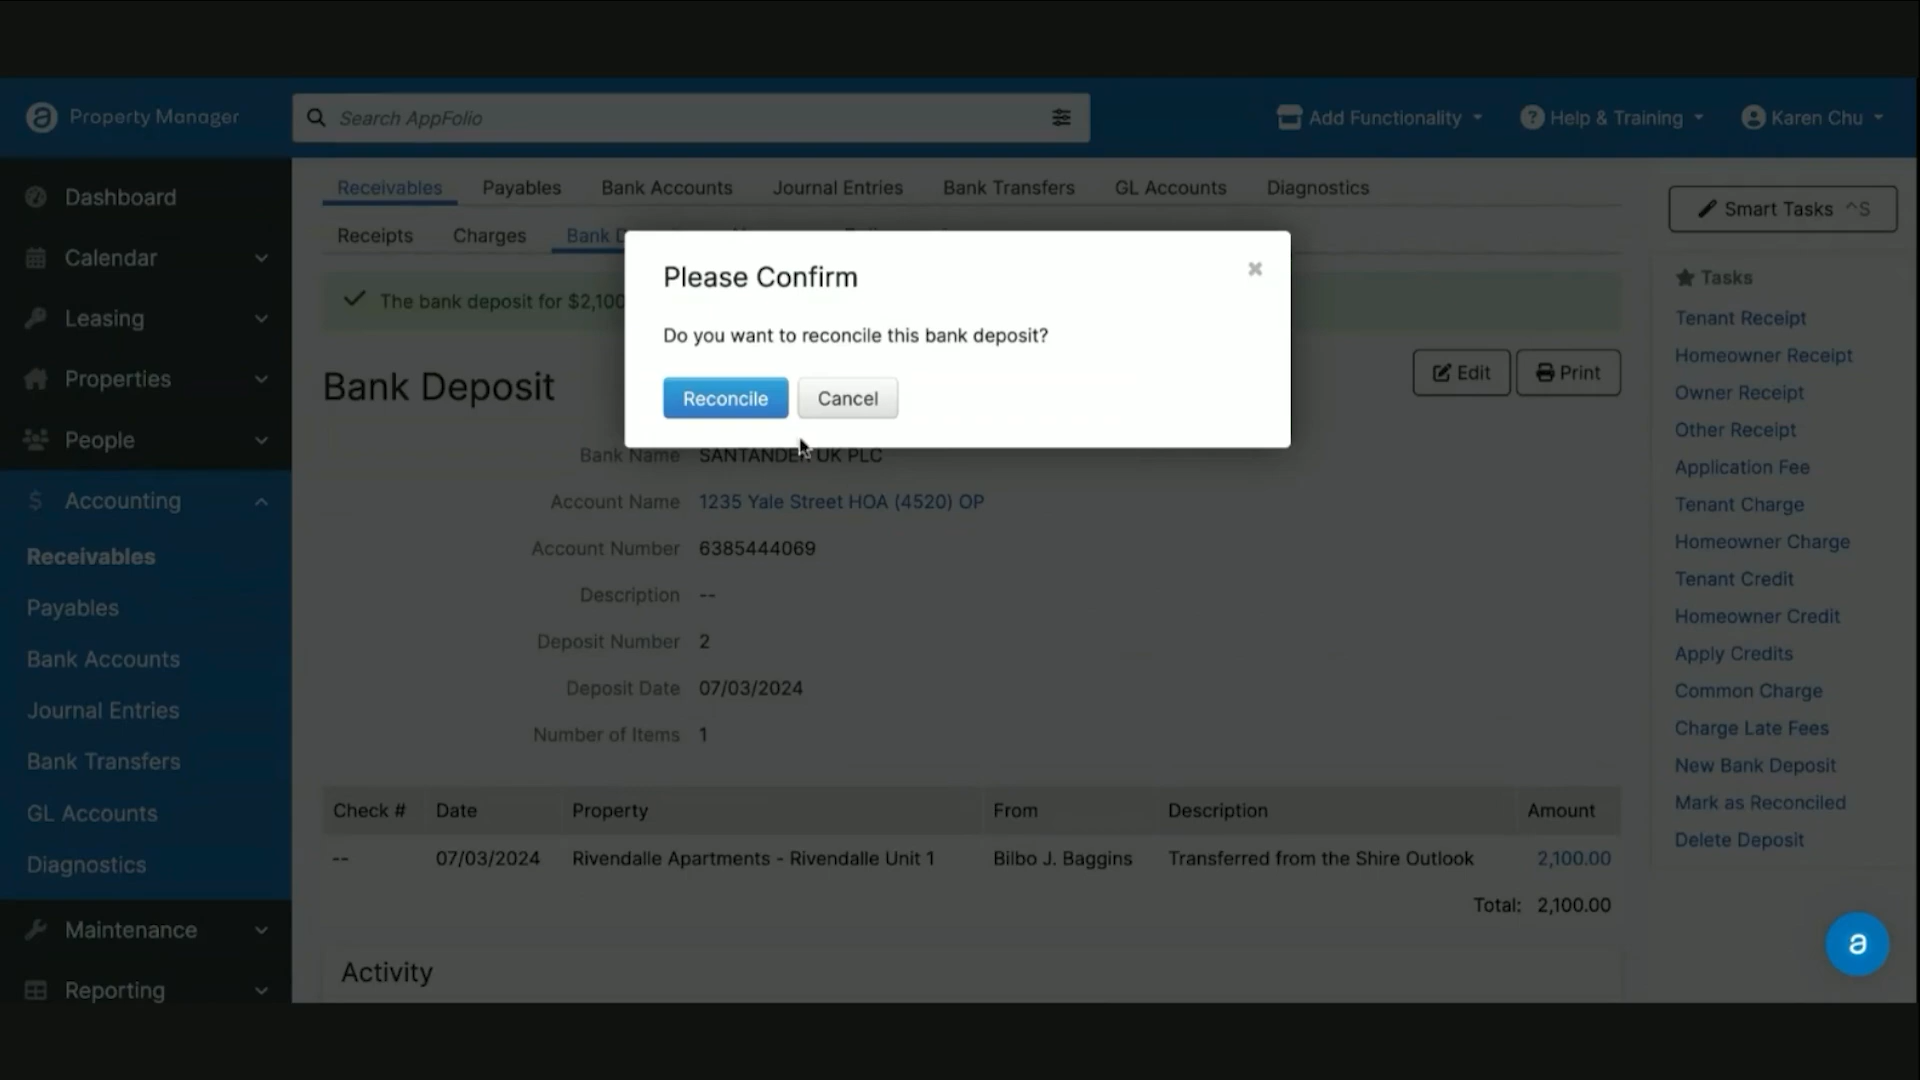 Property Manager
Search AppFolio
Add Functionality
Help & Training
Karen Chu
Dashboard
Calendar
Leasing
Properties
People
Accounting
Receivables
Payables
Bank Accounts
Journal Entries
Bank Transfers
GL Accounts
Diagnostics
Maintenance
Reporting
Receivables Payables Bank Accounts Journal Entries Bank Transfers GL Accounts Diagnostics
Receipts Charges Bank
The bank deposit for $2,100
Please Confirm
Do you want to reconcile this bank deposit?
Reconcile Cancel
Bank Deposit
Edit Print
Bank Name SANTANDER UK PLC
Account Name 1235 Yale Street HOA (4520) OP
Account Number 6385444069
Description --
Deposit Number 2
Deposit Date 07/03/2024
Number of Items 1
Check # Date Property From Description Amount
-- 07/03/2024 Rivendalle Apartments - Rivendalle Unit 1 Bilbo J. Baggins Transferred from the Shire Outlook 2,100.00
Total: 2,100.00
Activity
Smart Tasks ^S
Tasks
Tenant Receipt
Homeowner Receipt
Owner Receipt
Other Receipt
Application Fee
Tenant Charge
Homeowner Charge
Tenant Credit
Homeowner Credit
Apply Credits
Common Charge
Charge Late Fees
New Bank Deposit
Mark as Reconciled
Delete Deposit
a